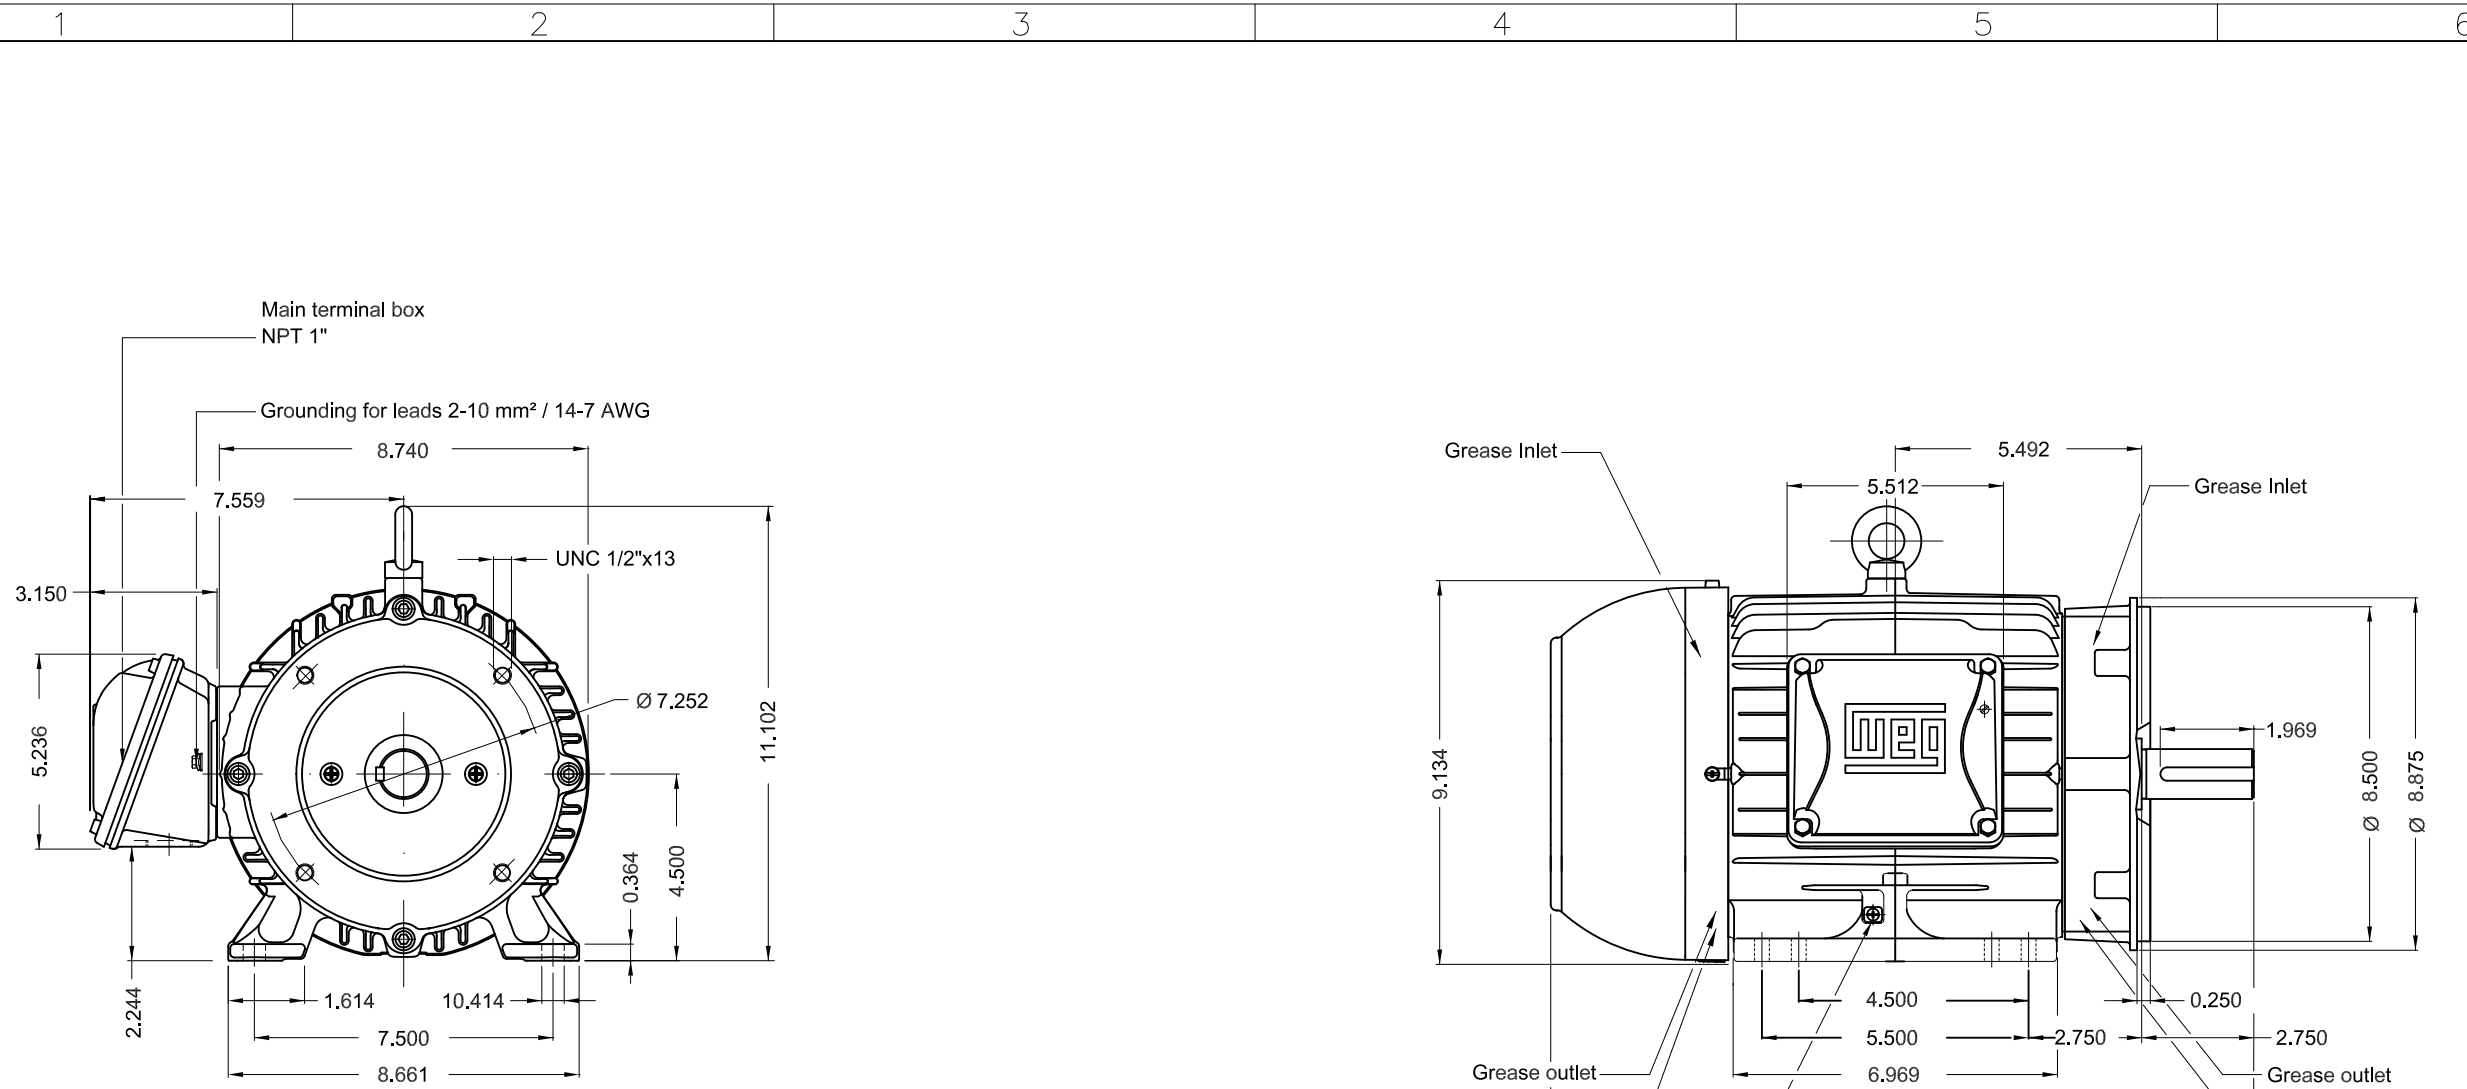 1 2 3 4 5 6
Main terminal box
NPT 1"
Grounding for leads 2-10 mm² / 14-7 AWG
8.740
7.559
UNC 1/2"x13
3.150
Ø 7.252
5.236
11.102
4.500
0.364
2.244
1.614
10.414
7.500
8.661
Grease Inlet
5.492
5.512
Grease Inlet
9.134
weg
1.969
Ø 8.500
Ø 8.875
4.500
0.250
5.500
2.750
2.750
Grease outlet
6.969
Grease outlet